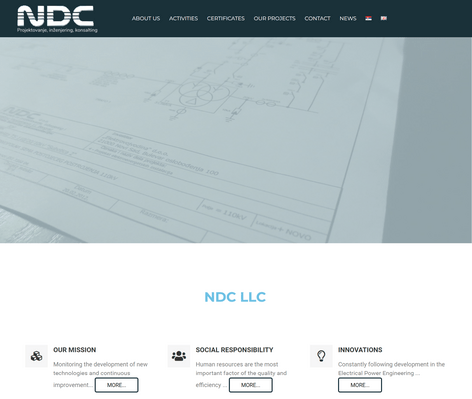 NDC
Projektovanje, inženjering, konsalting
ABOUT US ACTIVITIES CERTIFICATES OUR PROJECTS CONTACT NEWS
NDC LLC
OUR MISSION
Monitoring the development of new
technologies and continuous
improvement... MORE...
SOCIAL RESPONSIBILITY
Human resources are the most
important factor of the quality and
efficiency ... MORE...
INNOVATIONS
Constantly following development in the
Electrical Power Engineering ...
MORE...